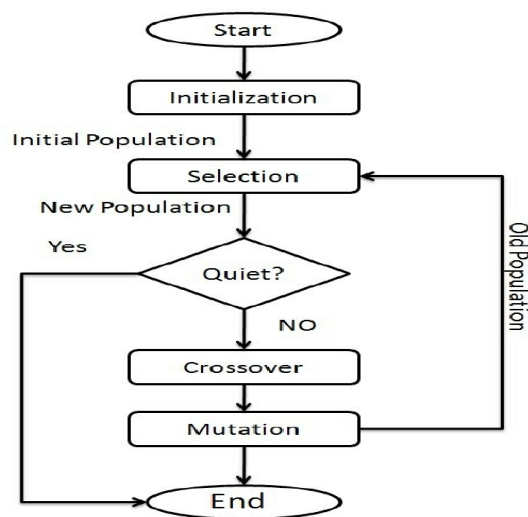 Start
Initialization
Initial Population
Selection
New Population
Yes
Quiet?
NO
Crossover
Mutation
End
Old Population